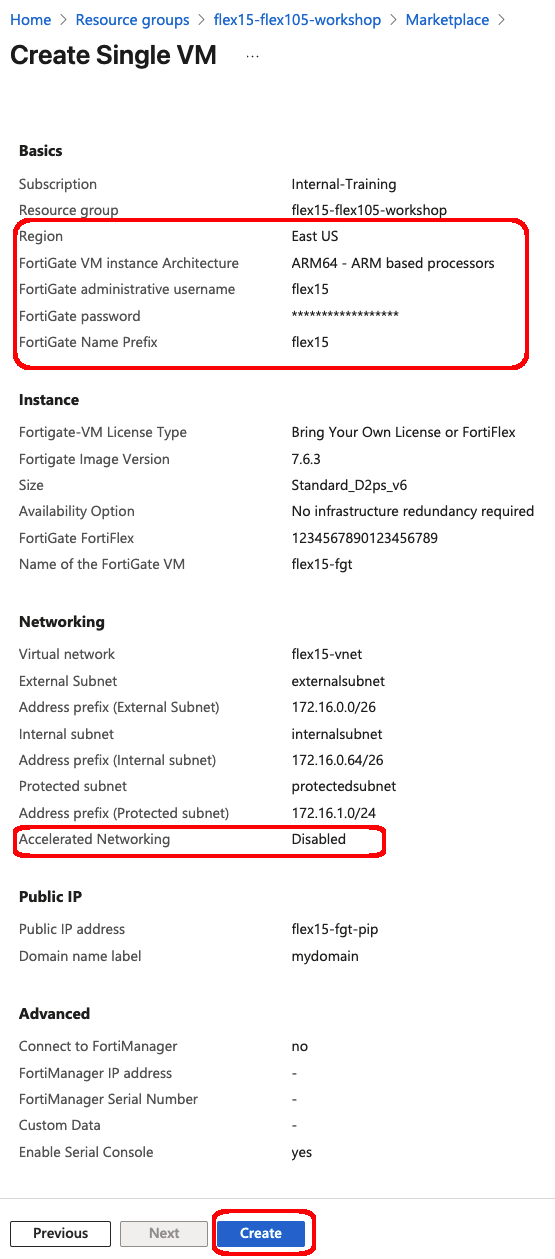 Home > Resource groups > flex15-flex105-workshop > Marketplace >
Create Single VM ...
Basics
Subscription Internal-Training
Resource group flex15-flex105-workshop
Region East US
FortiGate VM instance Architecture ARM64 - ARM based processors
FortiGate administrative username flex15
FortiGate password ******************
FortiGate Name Prefix flex15
Instance
Fortigate-VM License Type Bring Your Own License or FortiFlex
Fortigate Image Version 7.6.3
Size Standard_D2ps_v6
Availability Option No infrastructure redundancy required
FortiGate FortiFlex 1234567890123456789
Name of the FortiGate VM flex15-fgt
Networking
Virtual network flex15-vnet
External Subnet externalsubnet
Address prefix (External Subnet) 172.16.0.0/26
Internal subnet internalsubnet
Address prefix (Internal subnet) 172.16.0.64/26
Protected subnet protectedsubnet
Address prefix (Protected subnet) 172.16.1.0/24
Accelerated Networking Disabled
Public IP
Public IP address flex15-fgt-pip
Domain name label mydomain
Advanced
Connect to FortiManager no
FortiManager IP address -
FortiManager Serial Number -
Custom Data -
Enable Serial Console yes
Previous Next Create